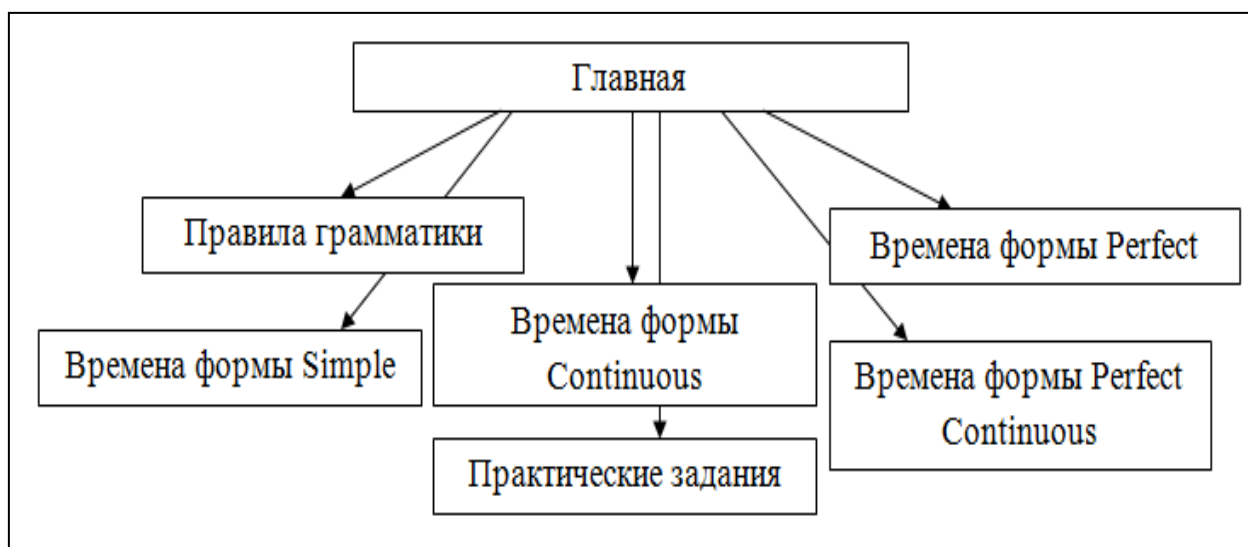 Главная
Правила грамматики
Времена формы Perfect
Времена формы
Continuous
Времена формы Simple
Времена формы Perfect
Continuous
Практические задания